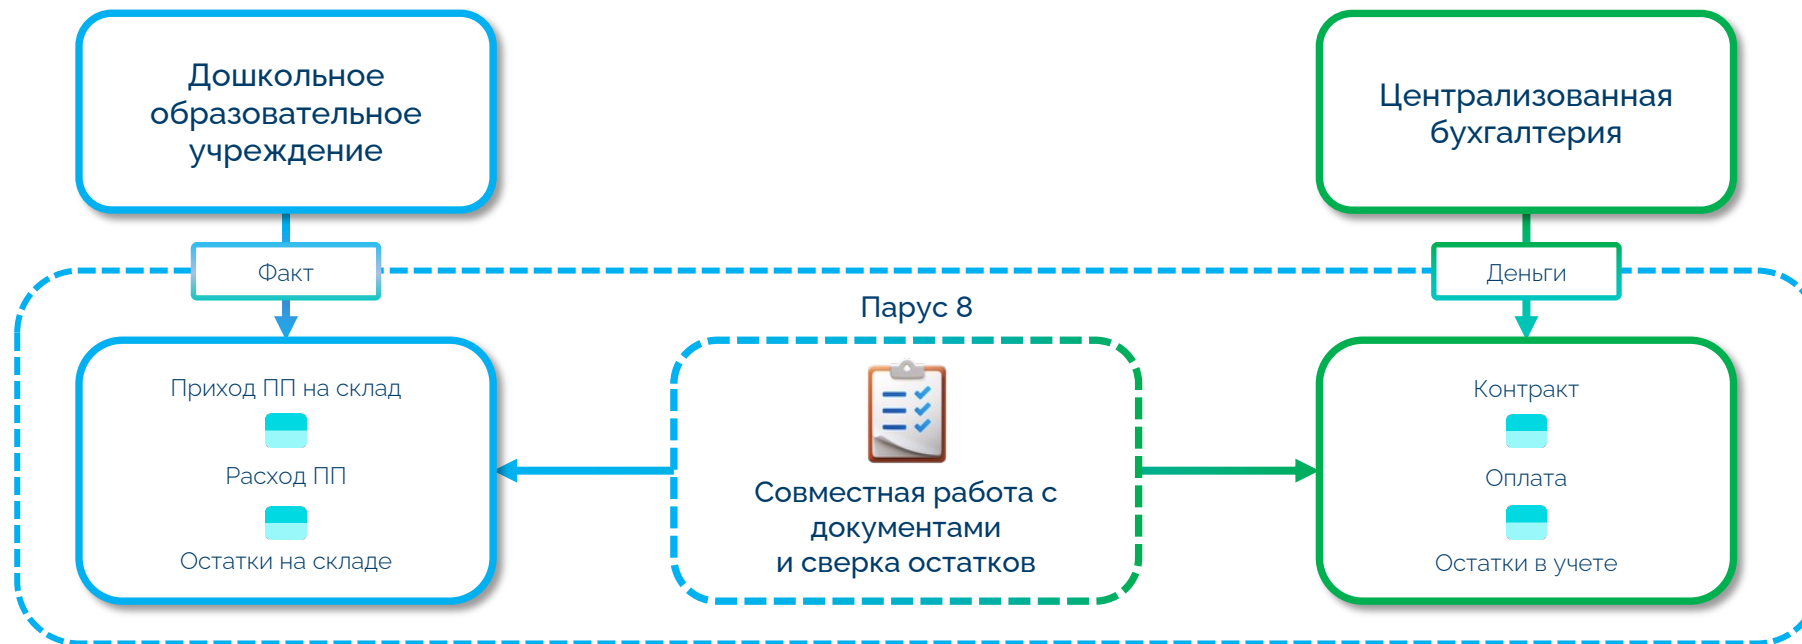 Дошкольное
образовательное
учреждение
Централизованная
бухгалтерия
Факт
Деньги
Парус 8
Приход ПП на склад
Расход ПП
Остатки на складе
Совместная работа с
документами
и сверка остатков
Контракт
Оплата
Остатки в учете